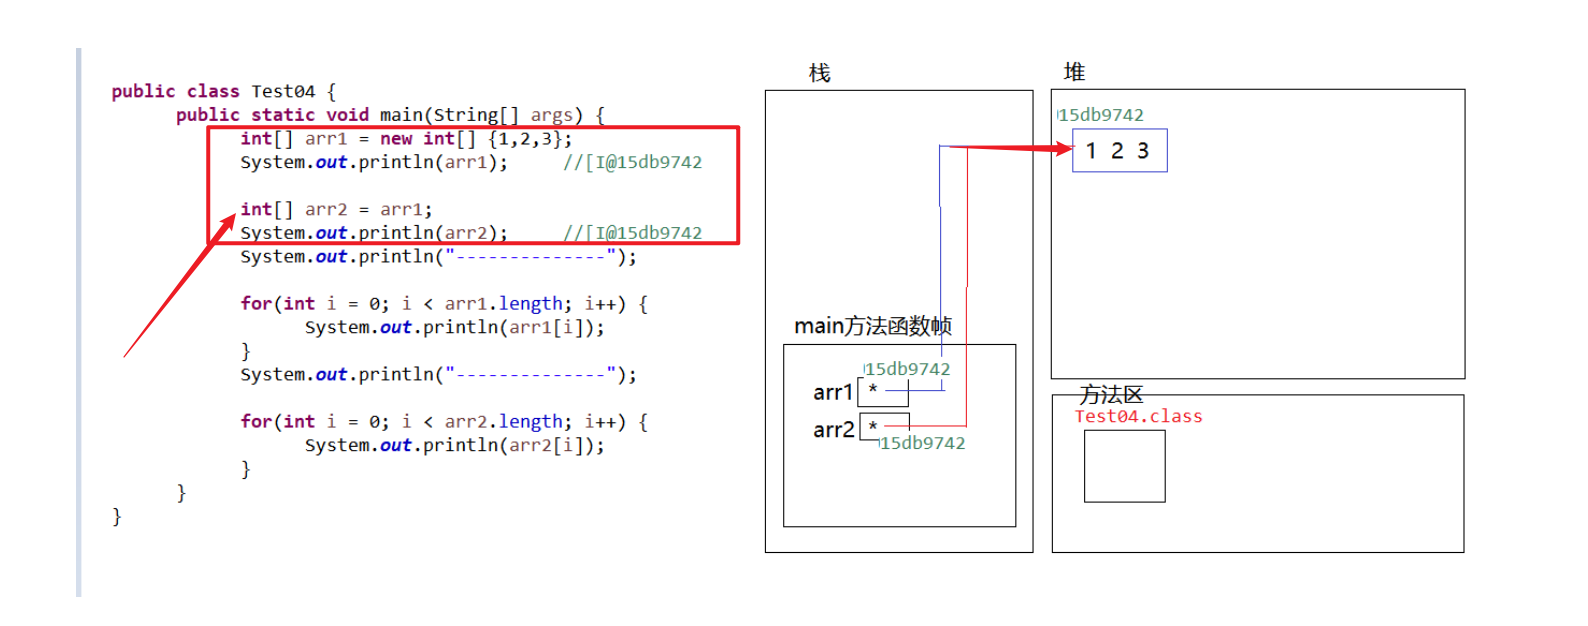 public class Test04 {
public static void main(String[] args) {
int[] arr1 = new int[] {1,2,3};
System.out.println(arr1); //[I@15db9742
int[] arr2 = arr1;
System.out.println(arr2); //[I@15db9742
System.out.println("--------------");
for(int i = 0; i < arr1.length; i++) {
System.out.println(arr1[i]);
}
System.out.println("--------------");
for(int i = 0; i < arr2.length; i++) {
System.out.println(arr2[i]);
}
}
}
栈
main方法函数帧
15db9742
arr1 *
arr2 *
15db9742
堆
15db9742
1 2 3
方法区
Test04.class